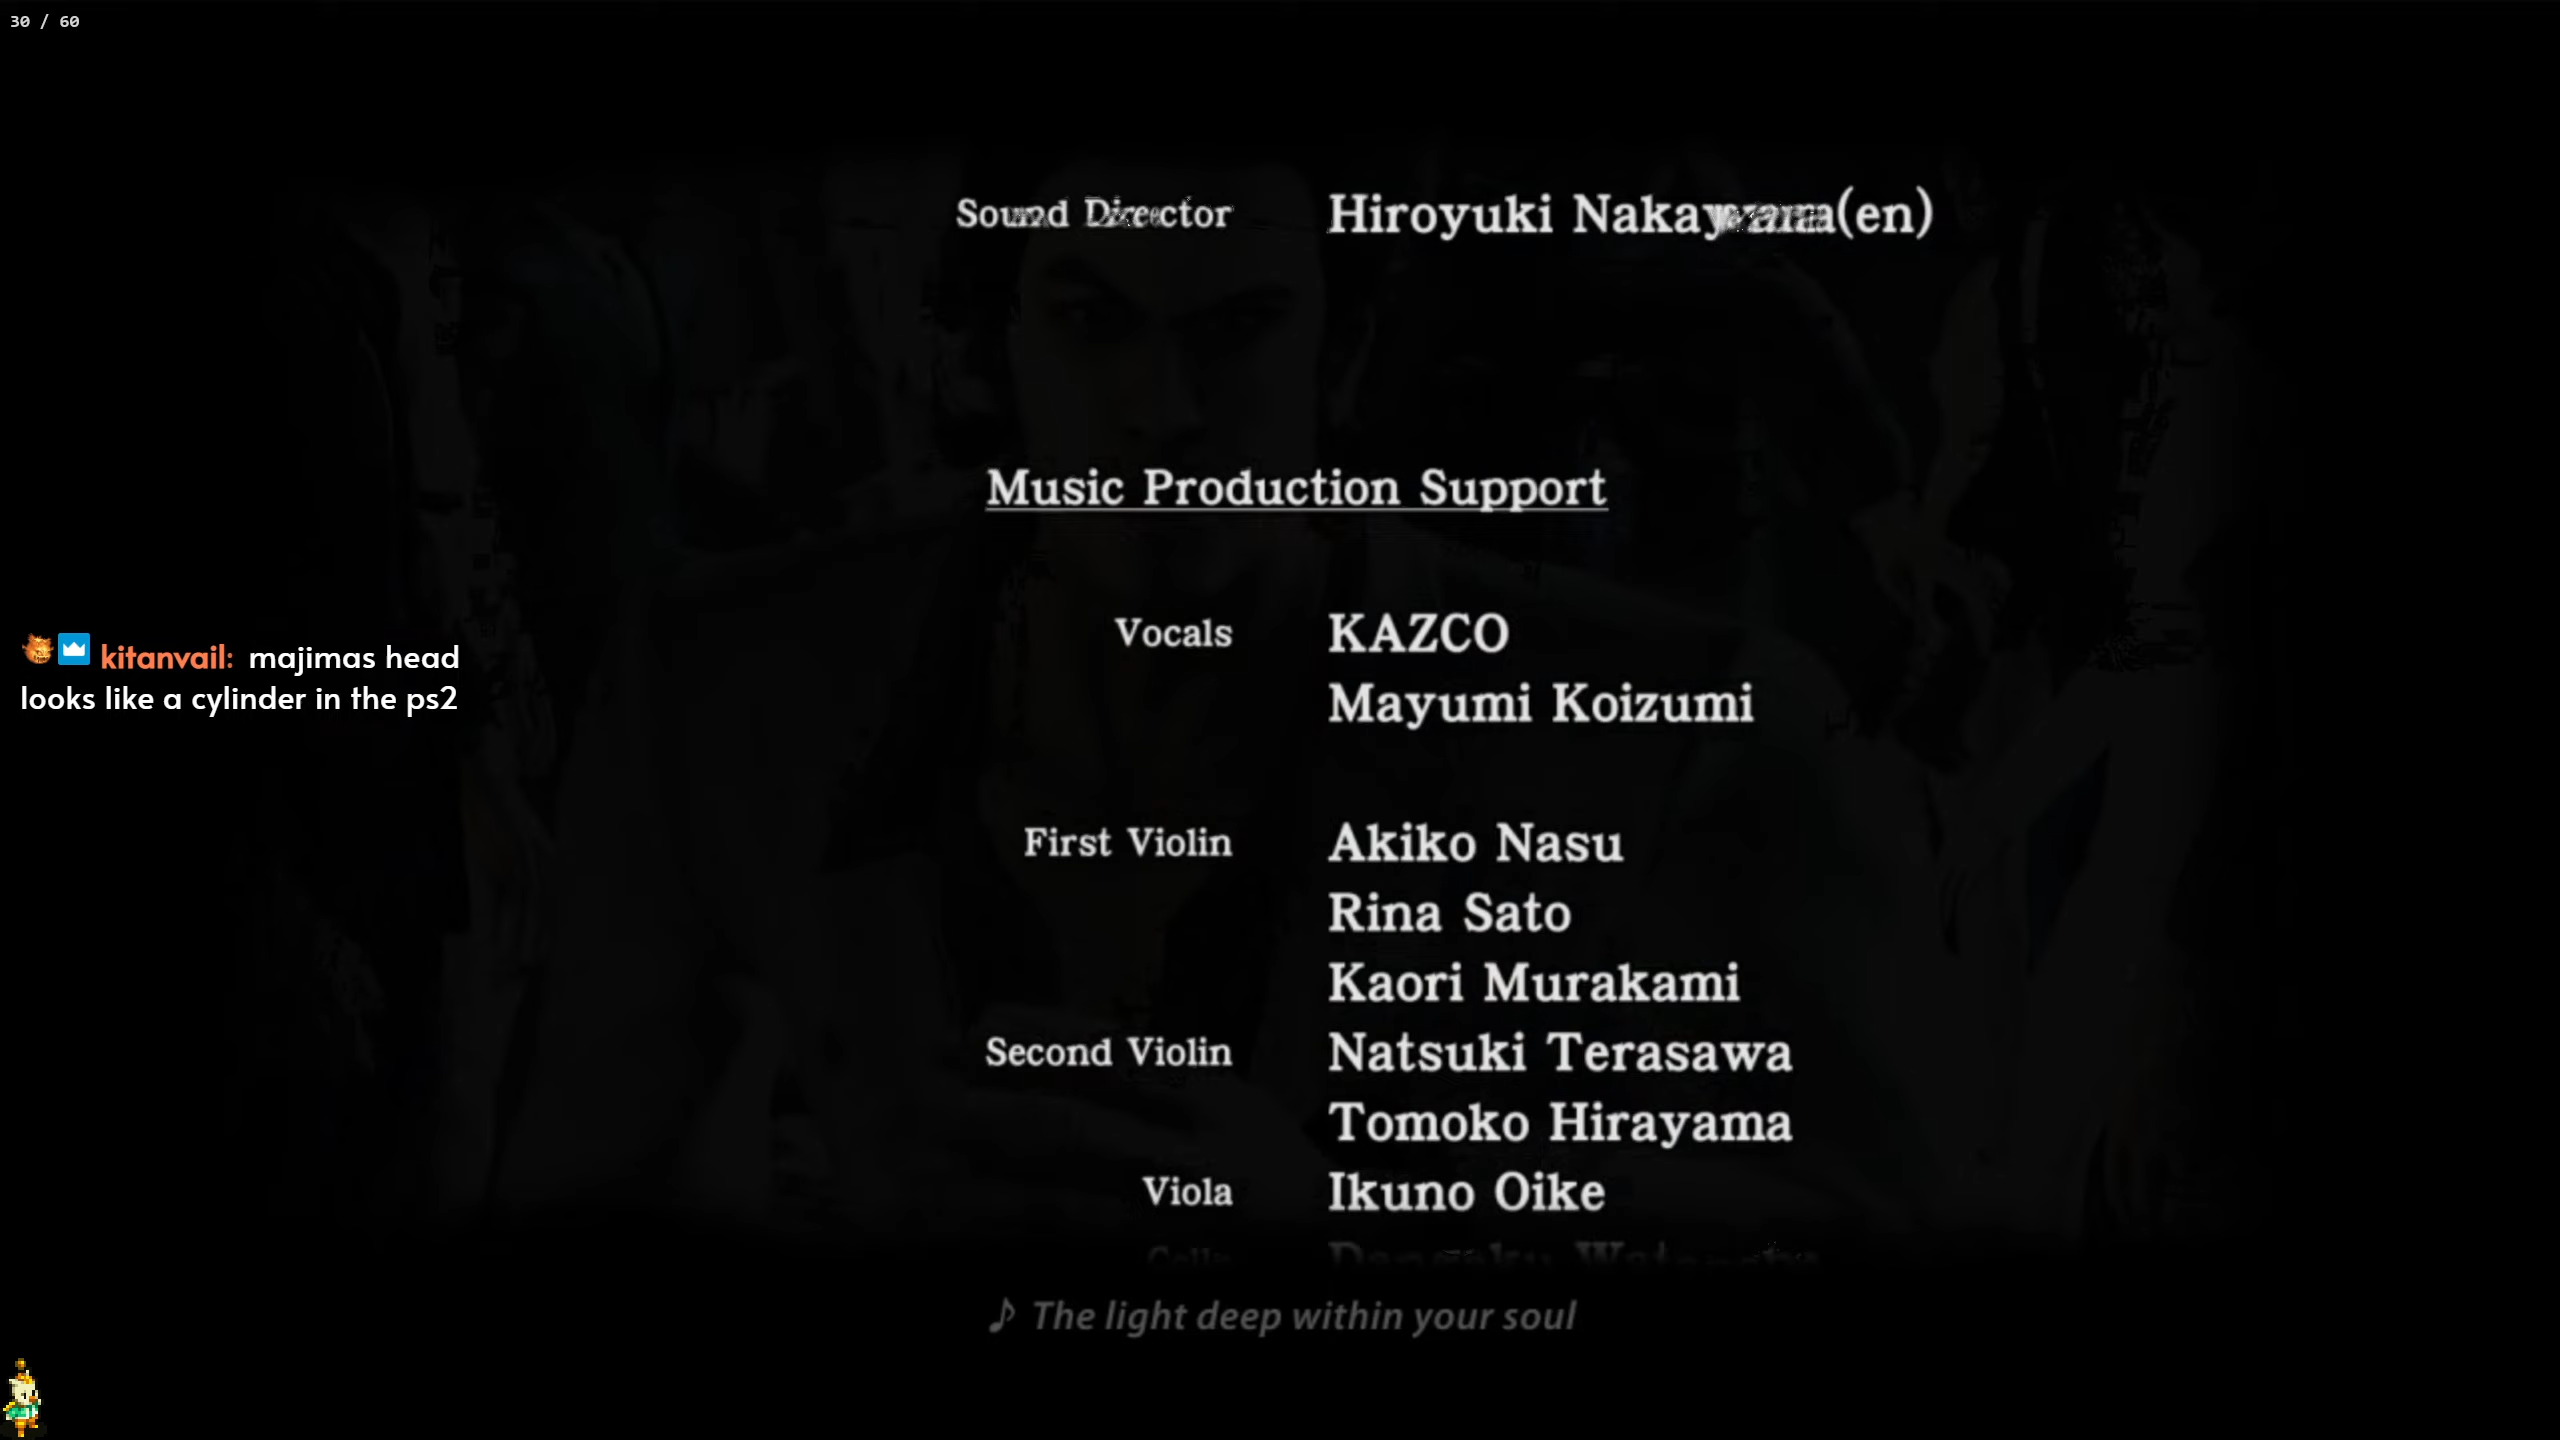 30 / 60
Sound Director Hiroyuki Nakayama(en)
Music Production Support
Vocals KAZCO
Mayumi Koizumi
kitanvail: majimas head
looks like a cylinder in the ps2
First Violin Akiko Nasu
Rina Sato
Kaori Murakami
Second Violin Natsuki Terasawa
Tomoko Hirayama
Viola Ikuno Oike
♪ The light deep within your soul